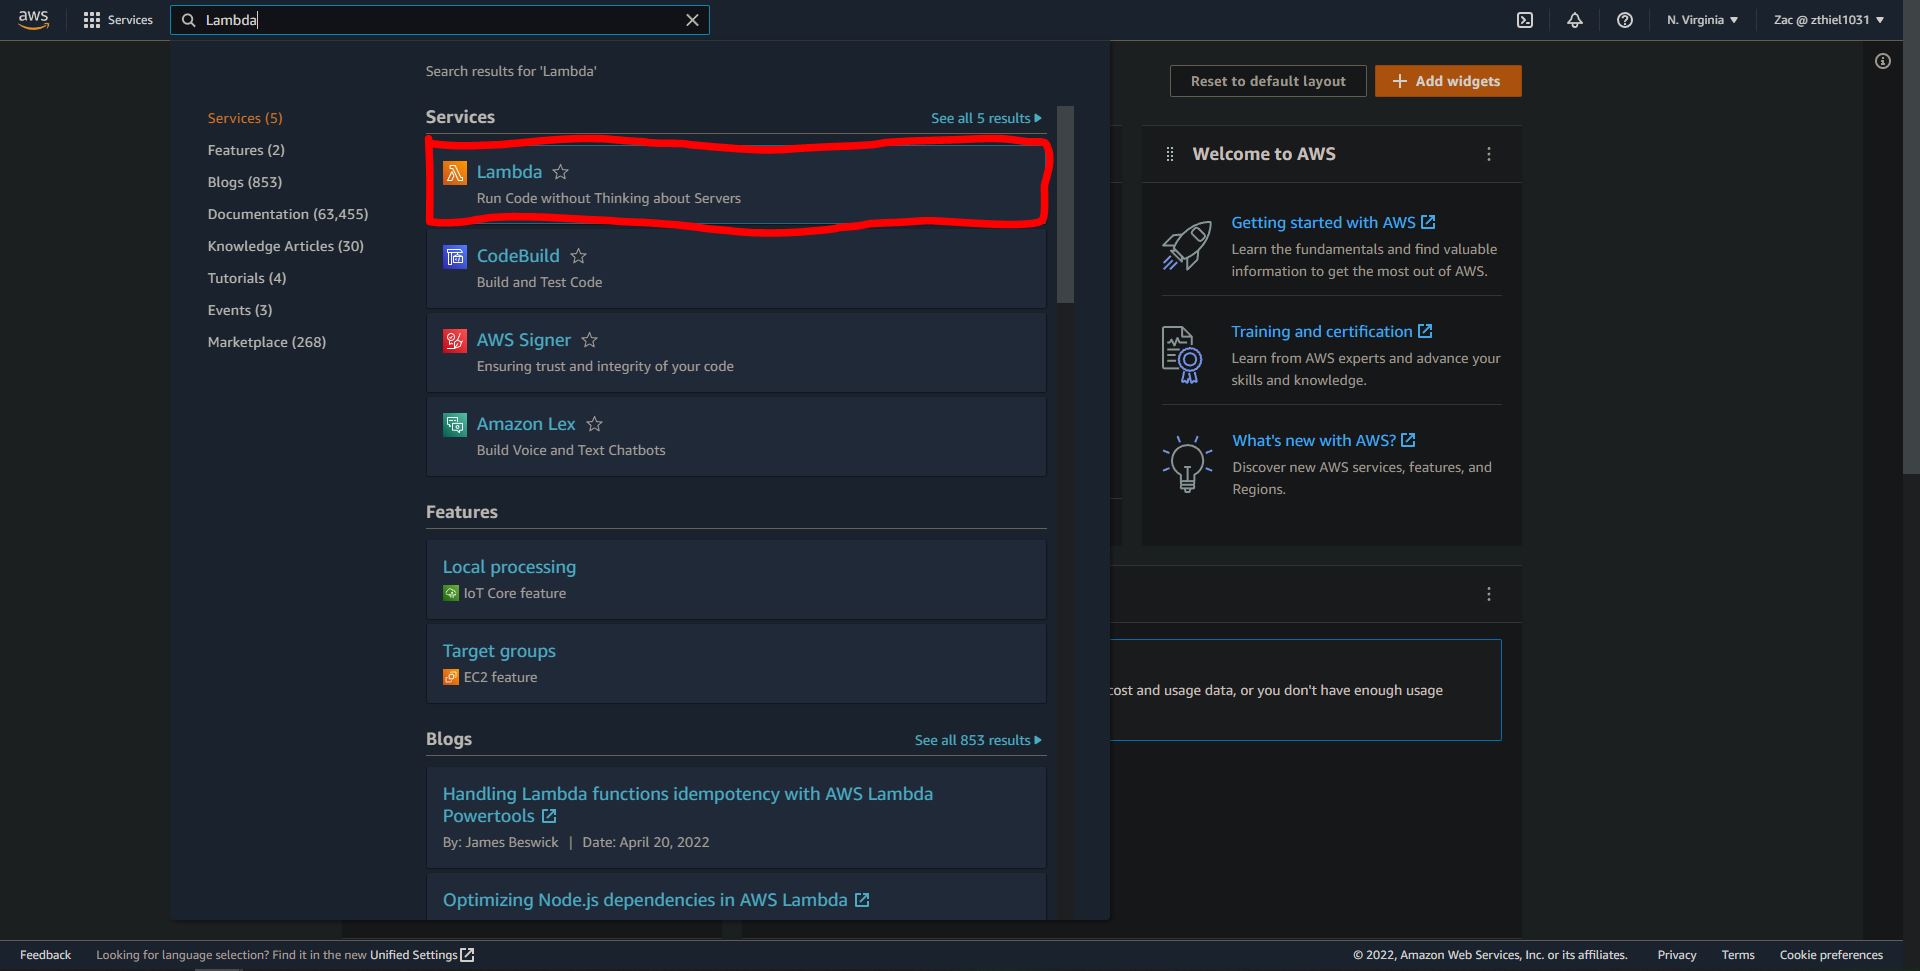 aws
Services
Lambda
N. Virginia
Zac @ zthiel1031
Search results for 'Lambda'
Services (5)
Features (2)
Blogs (853)
Documentation (63,455)
Knowledge Articles (30)
Tutorials (4)
Events (3)
Marketplace (268)
Services
See all 5 results
Lambda
Run Code without Thinking about Servers
CodeBuild
Build and Test Code
AWS Signer
Ensuring trust and integrity of your code
Amazon Lex
Build Voice and Text Chatbots
Features
Local processing
IoT Core feature
Target groups
EC2 feature
Blogs
See all 853 results
Handling Lambda functions idempotency with AWS Lambda
Powertools
By: James Beswick | Date: April 20, 2022
Optimizing Node.js dependencies in AWS Lambda
Reset to default layout
Add widgets
Welcome to AWS
Getting started with AWS
Learn the fundamentals and find valuable
information to get the most out of AWS.
Training and certification
Learn from AWS experts and advance your
skills and knowledge.
What's new with AWS?
Discover new AWS services, features, and
Regions.
cost and usage data, or you don't have enough usage
Feedback
Looking for language selection? Find it in the new Unified Settings
© 2022, Amazon Web Services, Inc. or its affiliates.
Privacy
Terms
Cookie preferences